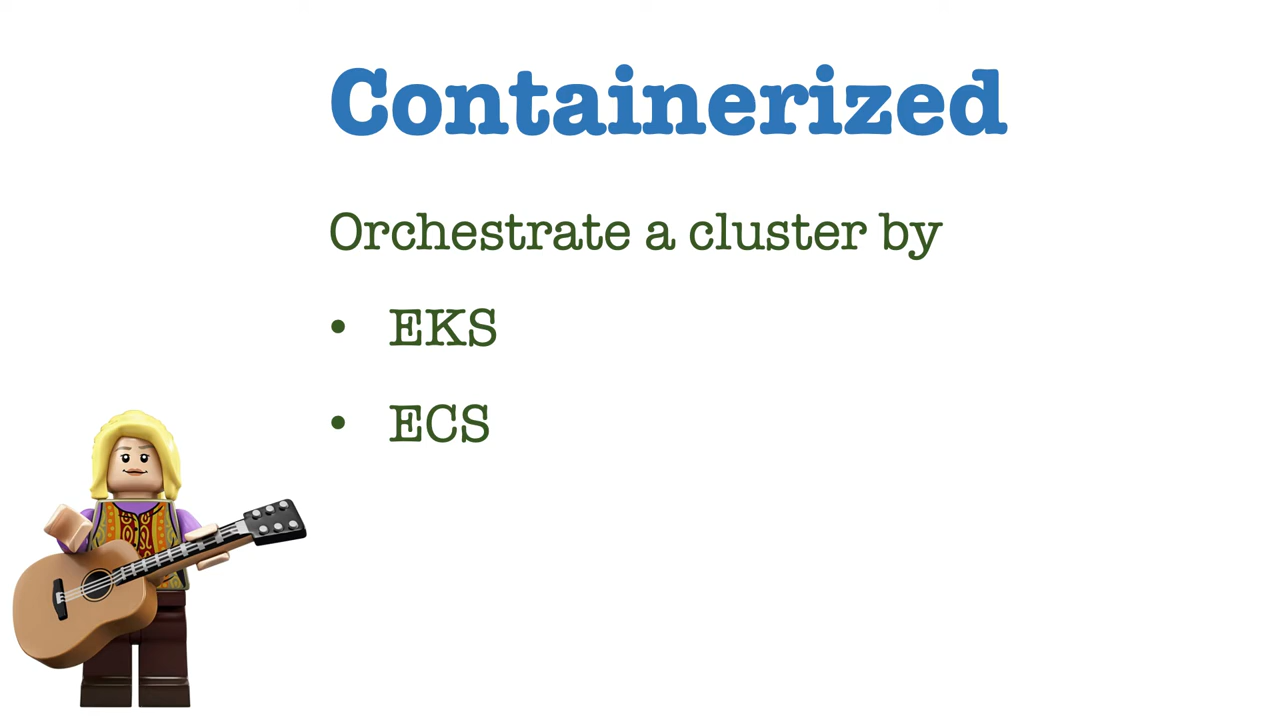 Containerized
Orchestrate a cluster by
• EKS
• ECS